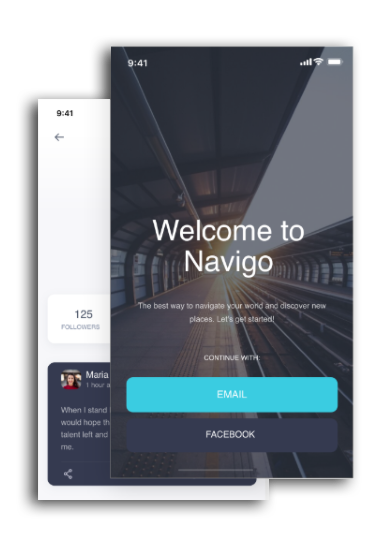 9:41
Welcome to
Navigo
The best way to navigate your world and discover new
places. Let's get started!
CONTINUE WITH:
EMAIL
FACEBOOK
9:41
125
FOLLOWERS
Maria
1 hour a
When I stand
would hope th
talent left and
me.